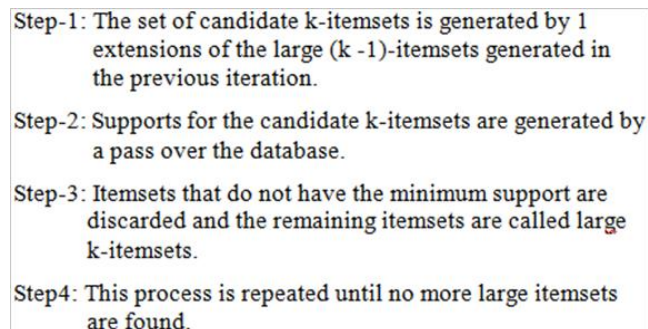 Step-1: The set of candidate k-itemsets is generated by 1
extensions of the large (k -1)-itemsets generated in
the previous iteration.
Step-2: Supports for the candidate k-itemsets are generated by
a pass over the database.
Step-3: Itemsets that do not have the minimum support are
discarded and the remaining itemsets are called large
k-itemsets.
Step4: This process is repeated until no more large itemsets
are found.